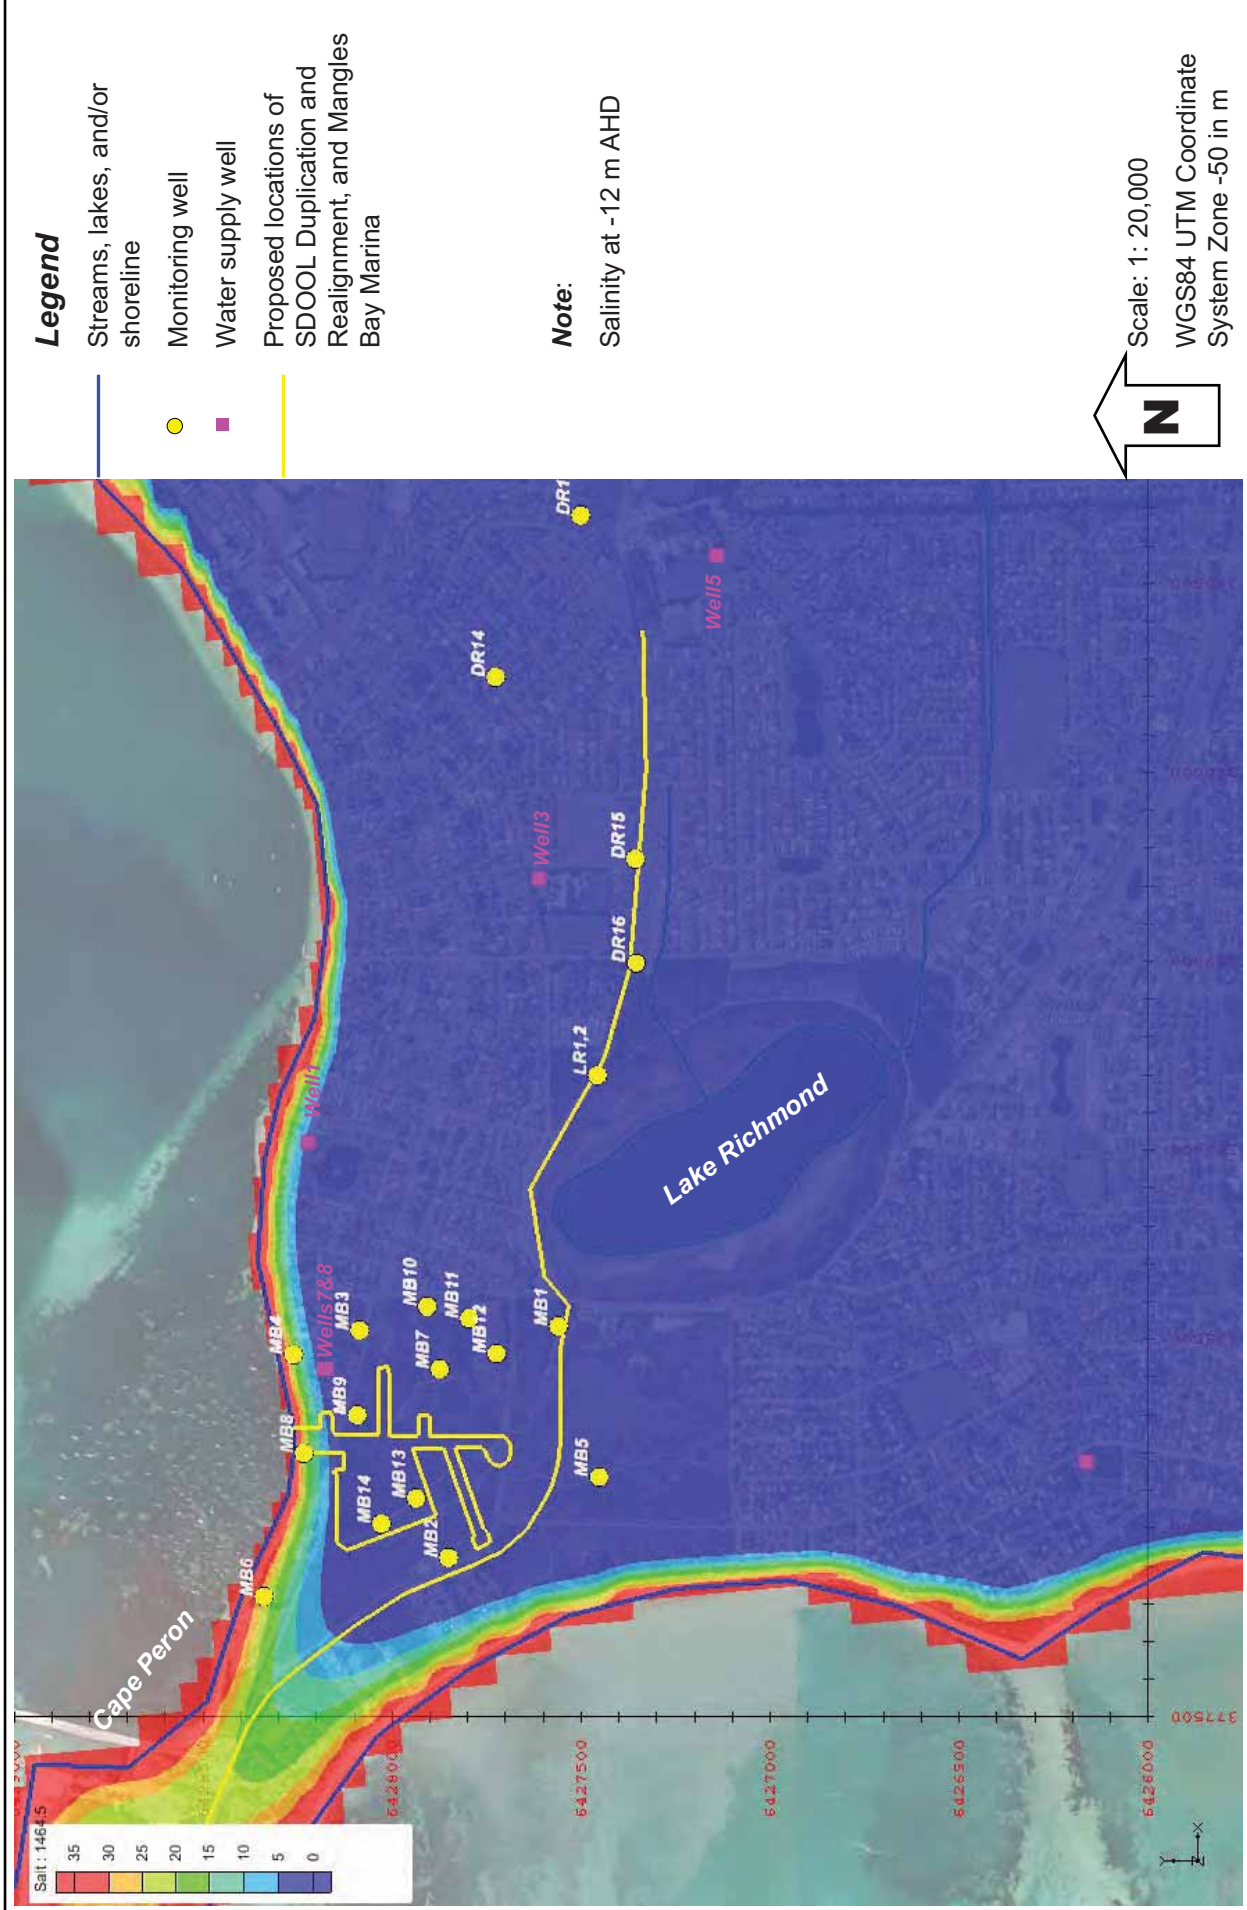 Legend
Streams, lakes, and/or
shoreline
Monitoring well
Water supply well
Proposed locations of
SDOOL Duplication and
Realignment, and Mangles
Bay Marina
Note:
Salinity at -12 m AHD
Scale: 1: 20,000
WGS84 UTM Coordinate
System Zone -50 in m
N
Salt : 1464.5
35
30
25
20
15
10
5
0
Cape Peron
MB6
MB8
MB4
Wells7&8
Well1
MB14
MB9
MB3
MB13
MB2
MB7
MB10
MB11
MB12
MB5
MB1
LR1,2
DR16
DR15
Well3
DR14
DR1
Well5
Lake Richmond
6428000
6427500
6427000
6426500
6426000
377500
Y
X
Z